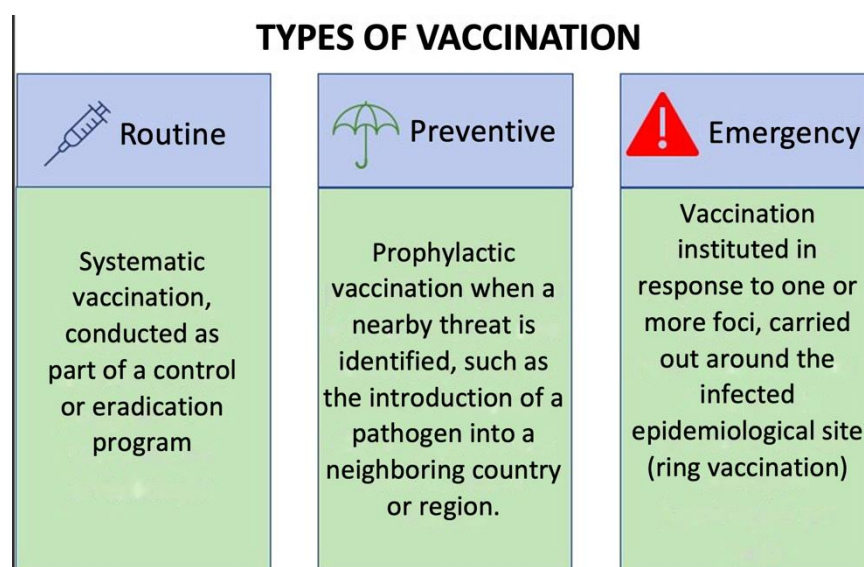 TYPES OF VACCINATION
Routine
Systematic
vaccination,
conducted as
part of a control
or eradication
program
Preventive
Prophylactic
vaccination when a
nearby threat is
identified, such as
the introduction of a
pathogen into a
neighboring country
or region.
Emergency
Vaccination
instituted in
response to one or
more foci, carried
out around the
infected
epidemiological site
(ring vaccination)